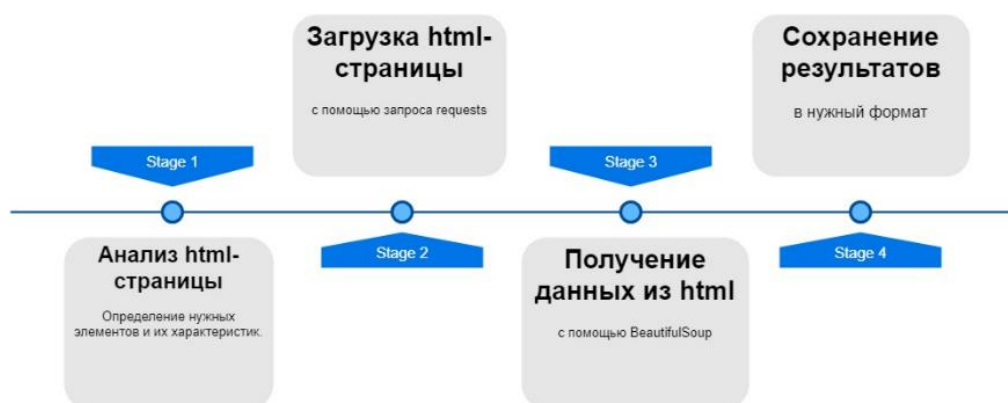 Stage 1
Анализ html-
страницы
Определение нужных
элементов и их характеристик.
Загрузка html-
страницы
с помощью запроса requests
Stage 2
Stage 3
Получение
данных из html
с помощью BeautifulSoup
Сохранение
результатов
в нужный формат
Stage 4